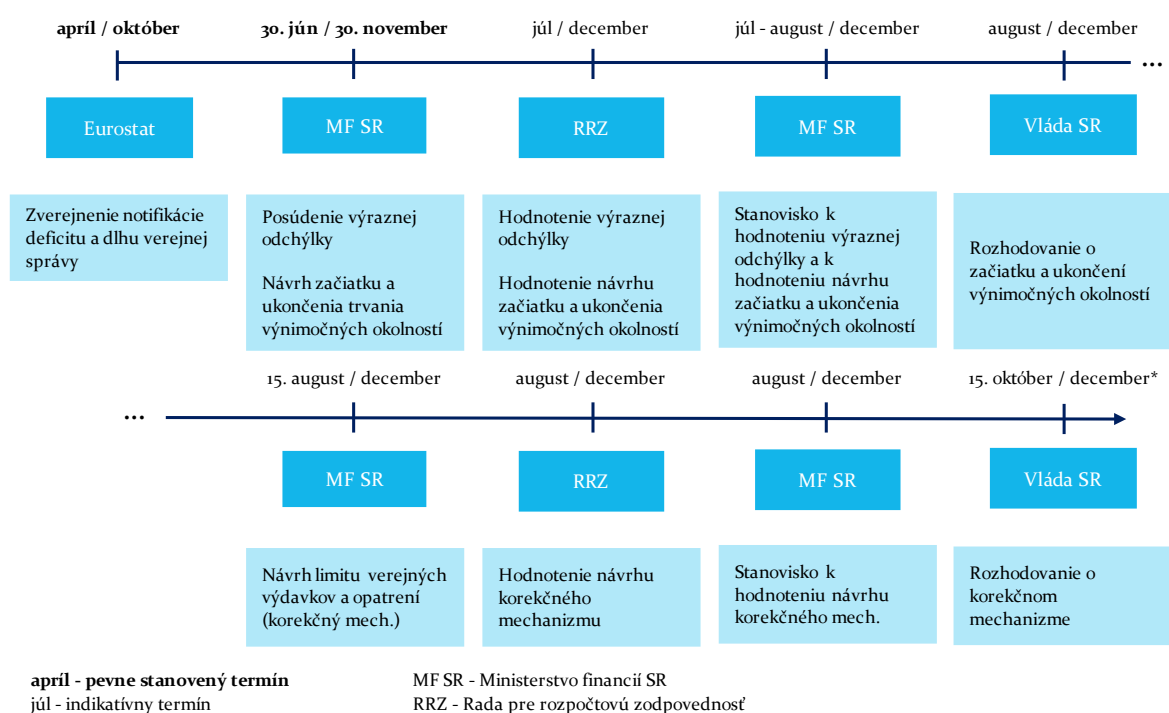 apríl / október
30. jún / 30. november
júl / december
júl - august / december
august / december
...
Eurostat
MF SR
RRZ
MF SR
Vláda SR
Zverejnenie notifikácie
deficitu a dlhu verejnej
správy
Posúdenie výraznej
odchýlky
Návrh začiatku a
ukončenia trvania
výnimočných okolností
Hodnotenie výraznej
odchýlky
Hodnotenie návrhu
začiatku a ukončenia
výnimočných okolností
Stanovisko k
hodnoteniu výraznej
odchýlky a k
hodnoteniu návrhu
začiatku a ukončenia
výnimočných okolností
Rozhodovanie o
začiatku a ukončení
výnimočných okolností
15. august / december
august / december
august / december
15. október / december*
...
MF SR
RRZ
MF SR
Vláda SR
Návrh limitu verejných
výdavkov a opatrení
(korekčný mech.)
Hodnotenie návrhu
korekčného
mechanizmu
Stanovisko k
hodnoteniu návrhu
korekčného mech.
Rozhodovanie o
korekčnom
mechanizme
apríl - pevne stanovený termín
júl - indikatívny termín
MF SR - Ministerstvo financií SR
RRZ - Rada pre rozpočtovú zodpovednosť